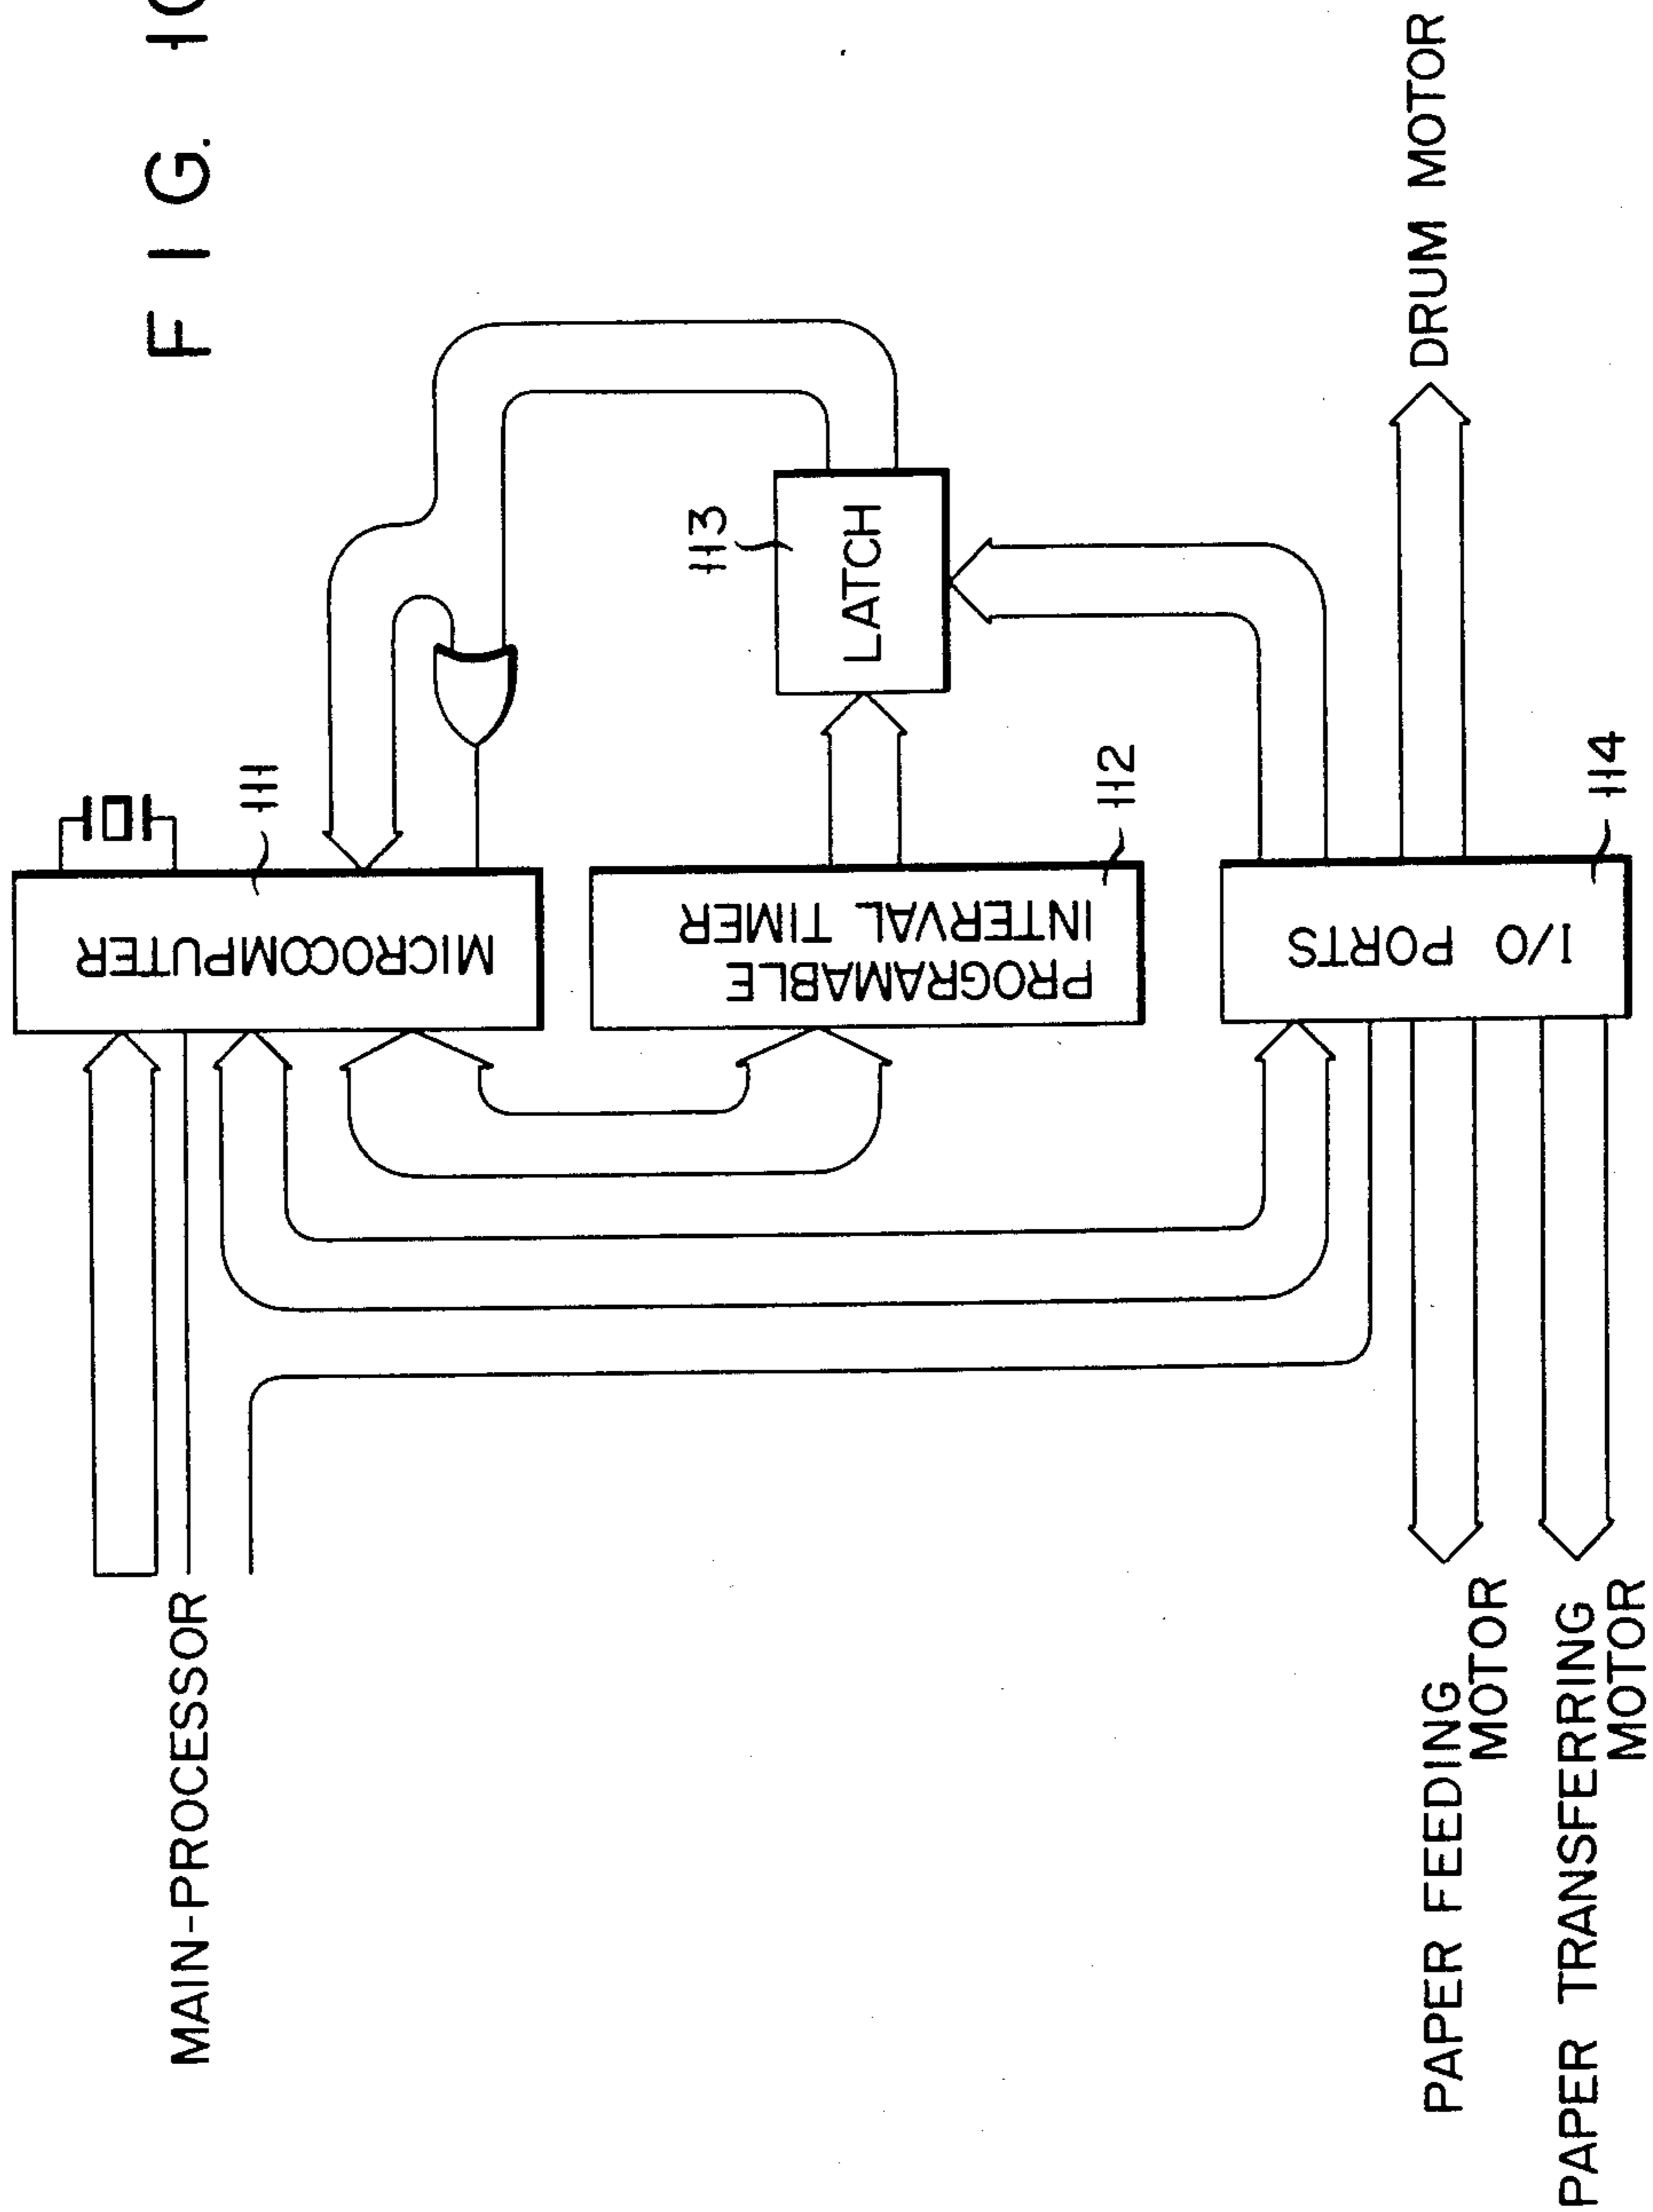 F I G.
MAIN-PROCESSOR
111
MICROCOMPUTER
113
LATCH
112
PROGRAMABLE
INTERVAL TIMER
114
I/O PORTS
DRUM MOTOR
PAPER FEEDING
MOTOR
PAPER TRANSFERRING
MOTOR